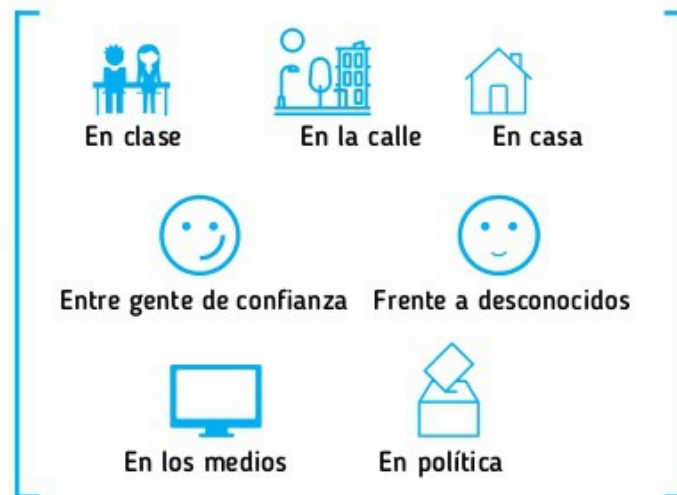 En clase
En la calle
En casa
Entre gente de confianza
Frente a desconocidos
En los medios
En política